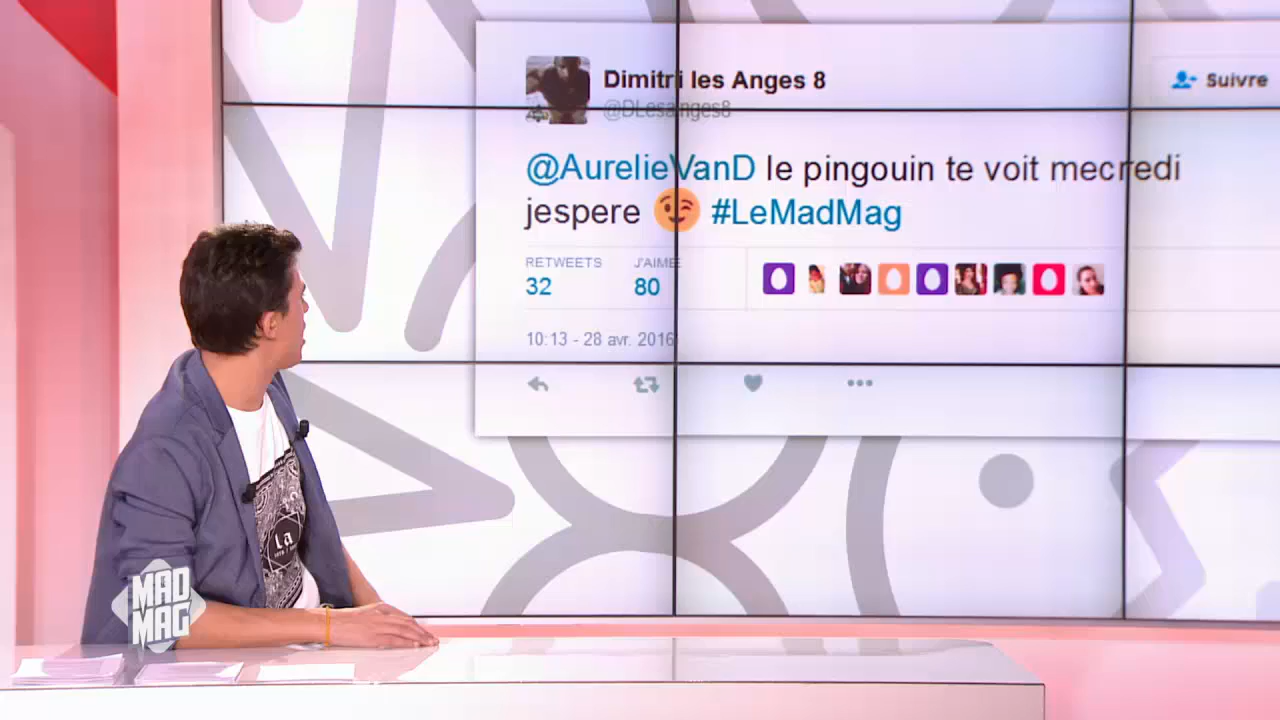 Dimitri les Anges 8
@DLesanges8
Suivre
@AurelieVanD le pingouin te voit mecredi
jespere 😉 #LeMadMag
RETWEETS
J'AIME
32
80
10:13 - 28 avr. 2016
la
MAD
MAG